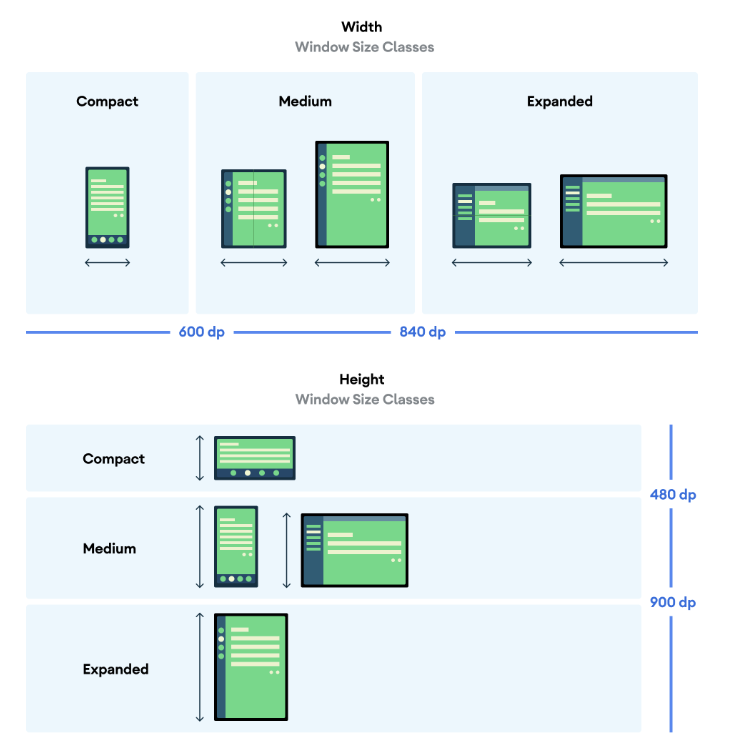 Width
Window Size Classes
Compact
Medium
Expanded
600 dp
840 dp
Height
Window Size Classes
Compact
480 dp
Medium
900 dp
Expanded